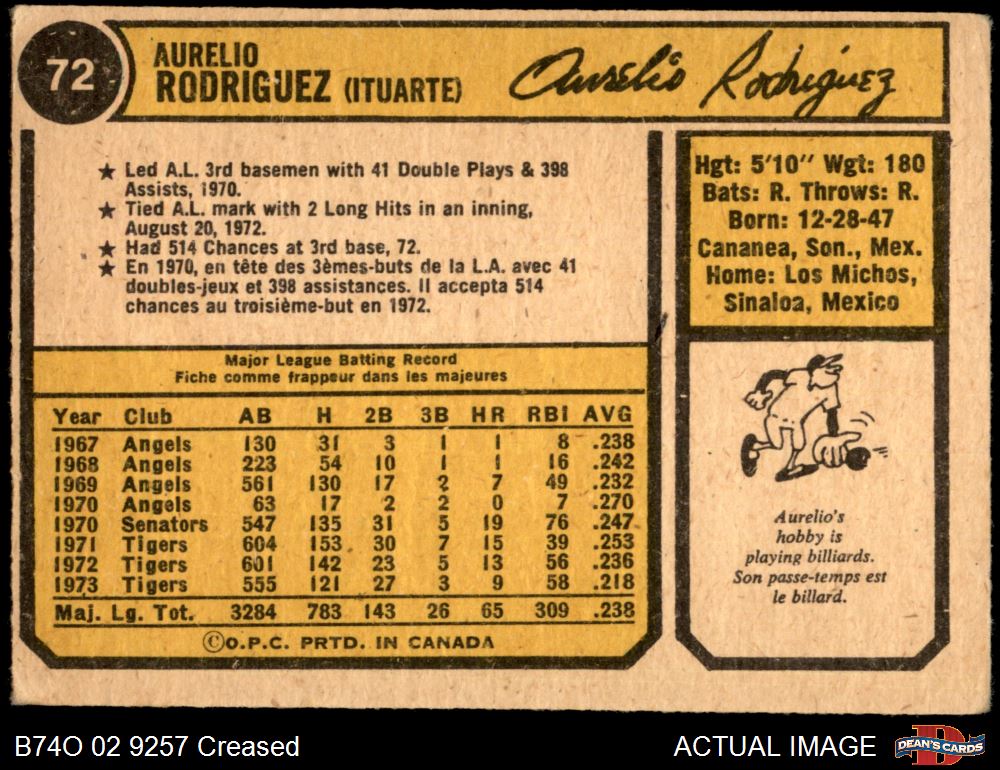 72
AURELIO
RODRIGUEZ (ITUARTE)
Aurelio Rodriguez
★ Led A.L. 3rd basemen with 41 Double Plays & 398
Assists, 1970.
★ Tied A.L. mark with 2 Long Hits in an inning,
August 20, 1972.
★ Had 514 Chances at 3rd base, 72.
★ En 1970, en tête des 3èmes-buts de la L.A. avec 41
doubles-jeux et 398 assistances. Il accepta 514
chances au troisième-but en 1972.
Hgt: 5'10" Wgt: 180
Bats: R. Throws: R.
Born: 12-28-47
Cananea, Son., Mex.
Home: Los Michos,
Sinaloa, Mexico
Major League Batting Record
Fiche comme frappeur dans les majeures
Year Club AB H 2B 3B HR RBI AVG
1967 Angels 130 31 3 1 1 8 .238
1968 Angels 223 54 10 1 1 16 .242
1969 Angels 561 130 17 2 7 49 .232
1970 Angels 63 17 2 2 0 7 .270
1970 Senators 547 135 31 5 19 76 .247
1971 Tigers 604 153 30 7 15 39 .253
1972 Tigers 601 142 23 5 13 56 .236
1973 Tigers 555 121 27 3 9 58 .218
Maj. Lg. Tot. 3284 783 143 26 65 309 .238
©O.P.C. PRTD. IN CANADA
Aurelio's
hobby is
playing billiards.
Son passe-temps est
le billard.
B74O 02 9257 Creased
ACTUAL IMAGE
DEAN'S CARDS